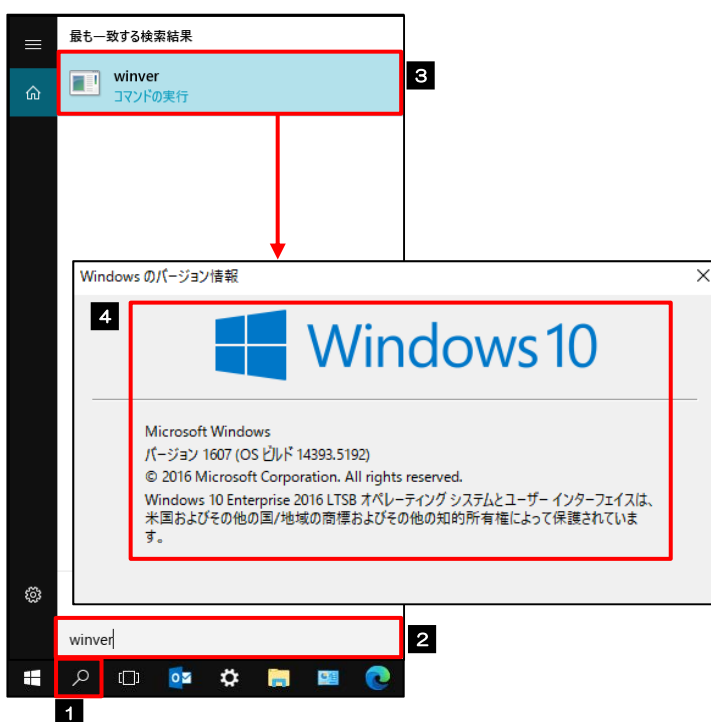 最も一致する検索結果
winver
コマンドの実行
3
Windows のバージョン情報
4
Windows 10
Microsoft Windows
バージョン 1607 (OS ビルド 14393.5192)
© 2016 Microsoft Corporation. All rights reserved.
Windows 10 Enterprise 2016 LTSB オペレーティング システムとユーザー インターフェイスは、
米国およびその他の国/地域の商標およびその他の知的所有権によって保護されていま
す。
winver
2
1